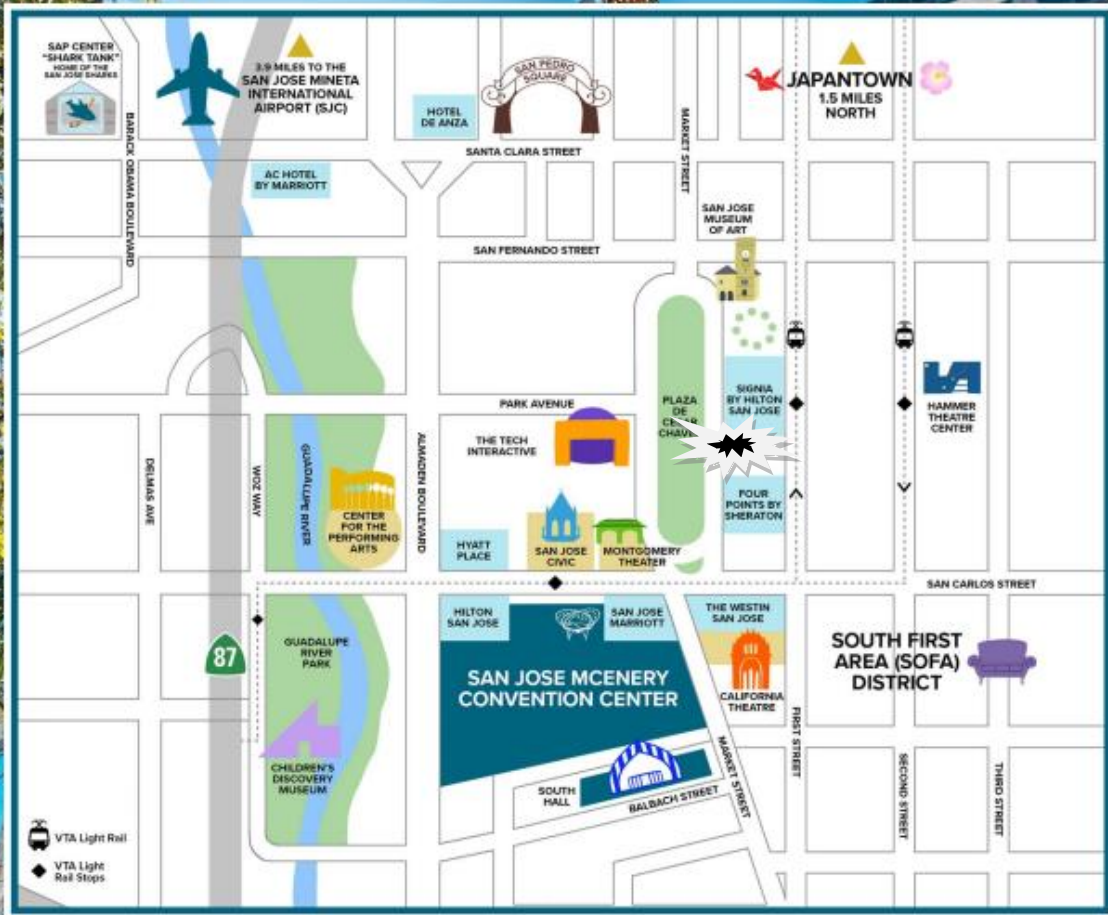 SAP CENTER
"SHARK TANK"
HOME OF THE
SAN JOSE SHARKS
3.9 MILES TO THE
SAN JOSE MINETA
INTERNATIONAL
AIRPORT (SJC)
HOTEL
DE ANZA
SAN PEDRO
SQUARE
JAPANTOWN
1.5 MILES
NORTH
BARACK OBAMA BOULEVARD
MARKET STREET
SANTA CLARA STREET
AC HOTEL
BY MARRIOTT
SAN JOSE
MUSEUM
OF ART
SAN FERNANDO STREET
PARK AVENUE
PLAZA
DE
SIGNIA
BY HILTON
SAN JOSE
HAMMER
THEATRE
CENTER
THE TECH
INTERACTIVE
DELMAS AVE
WOZ WAY
GUADALUPE RIVER
ALMADEN BOULEVARD
CENTER
FOR THE
PERFORMING
ARTS
FOUR
POINTS BY
SHERATON
HYATT
PLACE
SAN JOSE
CIVIC
MONTGOMERY
THEATER
SAN CARLOS STREET
HILTON
SAN JOSE
SAN JOSE
MARRIOTT
THE WESTIN
SAN JOSE
87
GUADALUPE
RIVER
PARK
SAN JOSE MCENERY
CONVENTION CENTER
SOUTH FIRST
AREA (SOFA)
DISTRICT
CALIFORNIA
THEATRE
CHILDREN'S
DISCOVERY
MUSEUM
SOUTH
HALL
BALBACH STREET
MARKET STREET
FIRST STREET
SECOND STREET
THIRD STREET
VTA Light Rail
VTA Light
Rail Stops